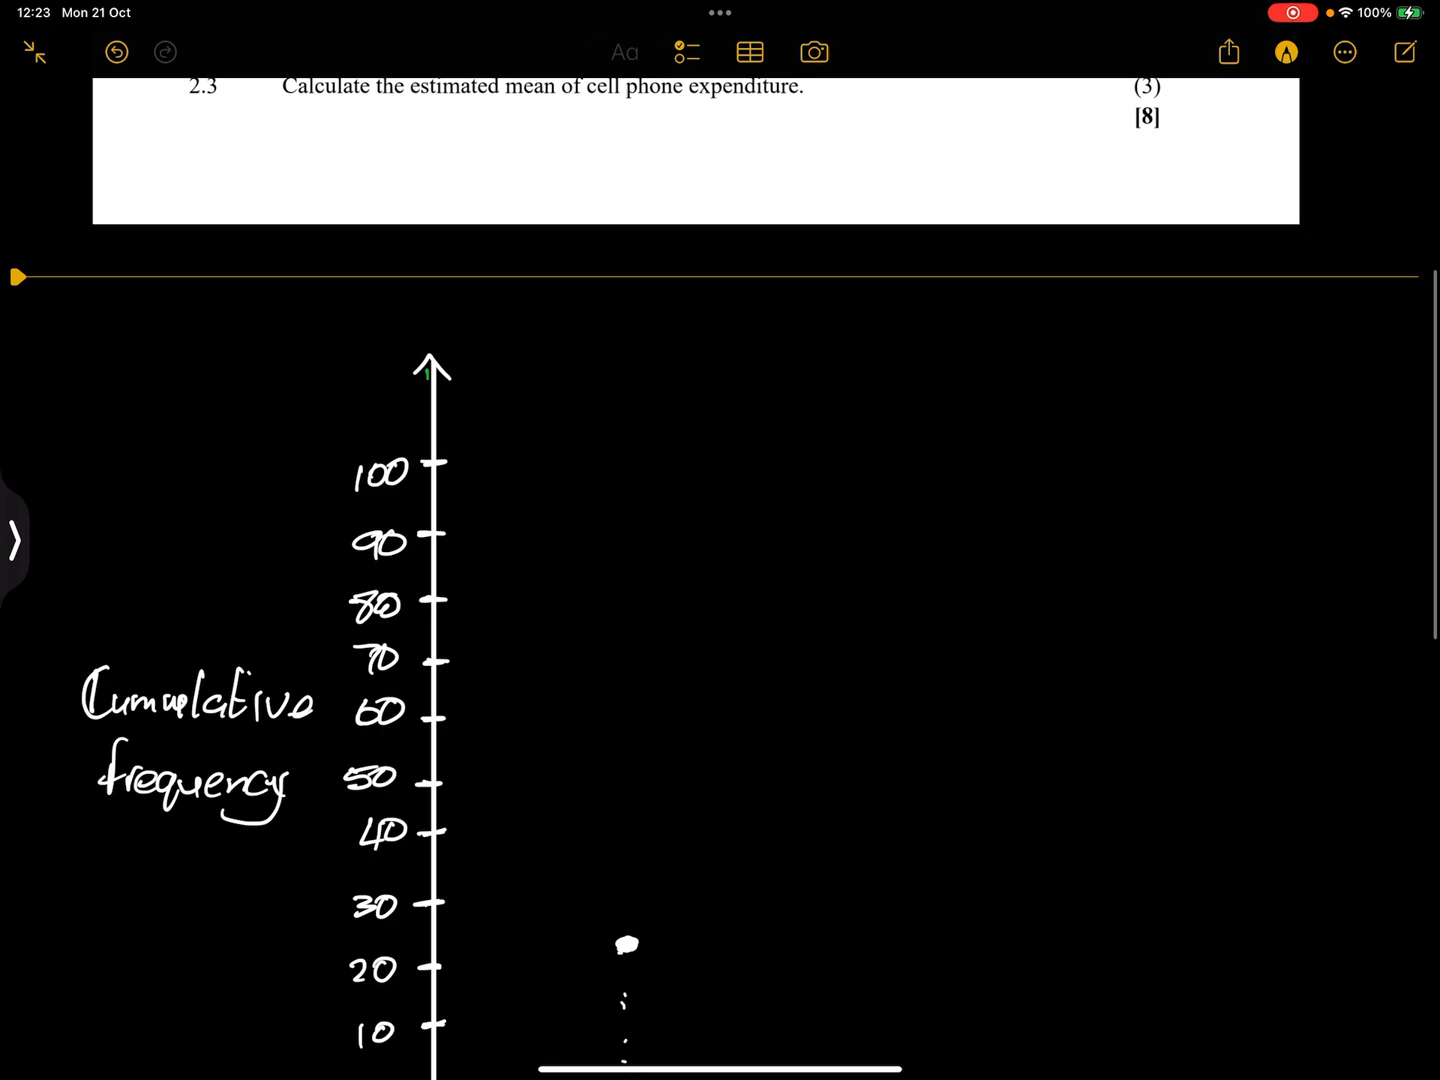 12:23 Mon 21 Oct 100%
Aa
2.3 Calculate the estimated mean of cell phone expenditure. (3)
[8]
100
90
80
70
Cumulative 60
frequency 50
40
30
20
10